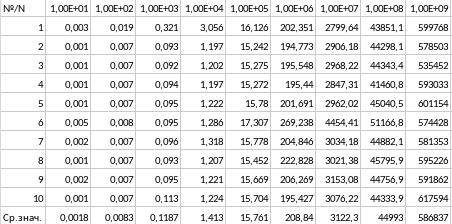 №/N 1,00E+01 1,00E+02 1,00E+03 1,00E+04 1,00E+05 1,00E+06 1,00E+07 1,00E+08 1,00E+09
1 0,003 0,019 0,321 3,056 16,126 202,351 2799,64 43851,1 599768
2 0,001 0,007 0,093 1,197 15,242 194,773 2906,18 44298,1 578503
3 0,001 0,007 0,092 1,202 15,275 195,548 2968,22 44343,4 535452
4 0,001 0,007 0,094 1,197 15,272 195,44 2847,31 41460,8 593033
5 0,001 0,007 0,095 1,222 15,78 201,691 2962,02 45040,5 601154
6 0,005 0,008 0,095 1,286 17,307 269,238 4454,41 51166,8 574428
7 0,002 0,007 0,096 1,318 15,778 204,846 3034,18 44882,1 581353
8 0,001 0,007 0,093 1,207 15,452 222,828 3021,38 45795,9 595226
9 0,002 0,007 0,095 1,221 15,669 206,269 3153,08 44756,9 591862
10 0,001 0,007 0,113 1,224 15,704 195,427 3076,22 44333,9 617594
Ср.знач. 0,0018 0,0083 0,1187 1,413 15,761 208,84 3122,3 44993 586837